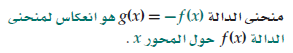 منحنى الدالة g(x) = −f(x) هو انعكاس لمنحنى
الدالة f(x) حول المحور x .